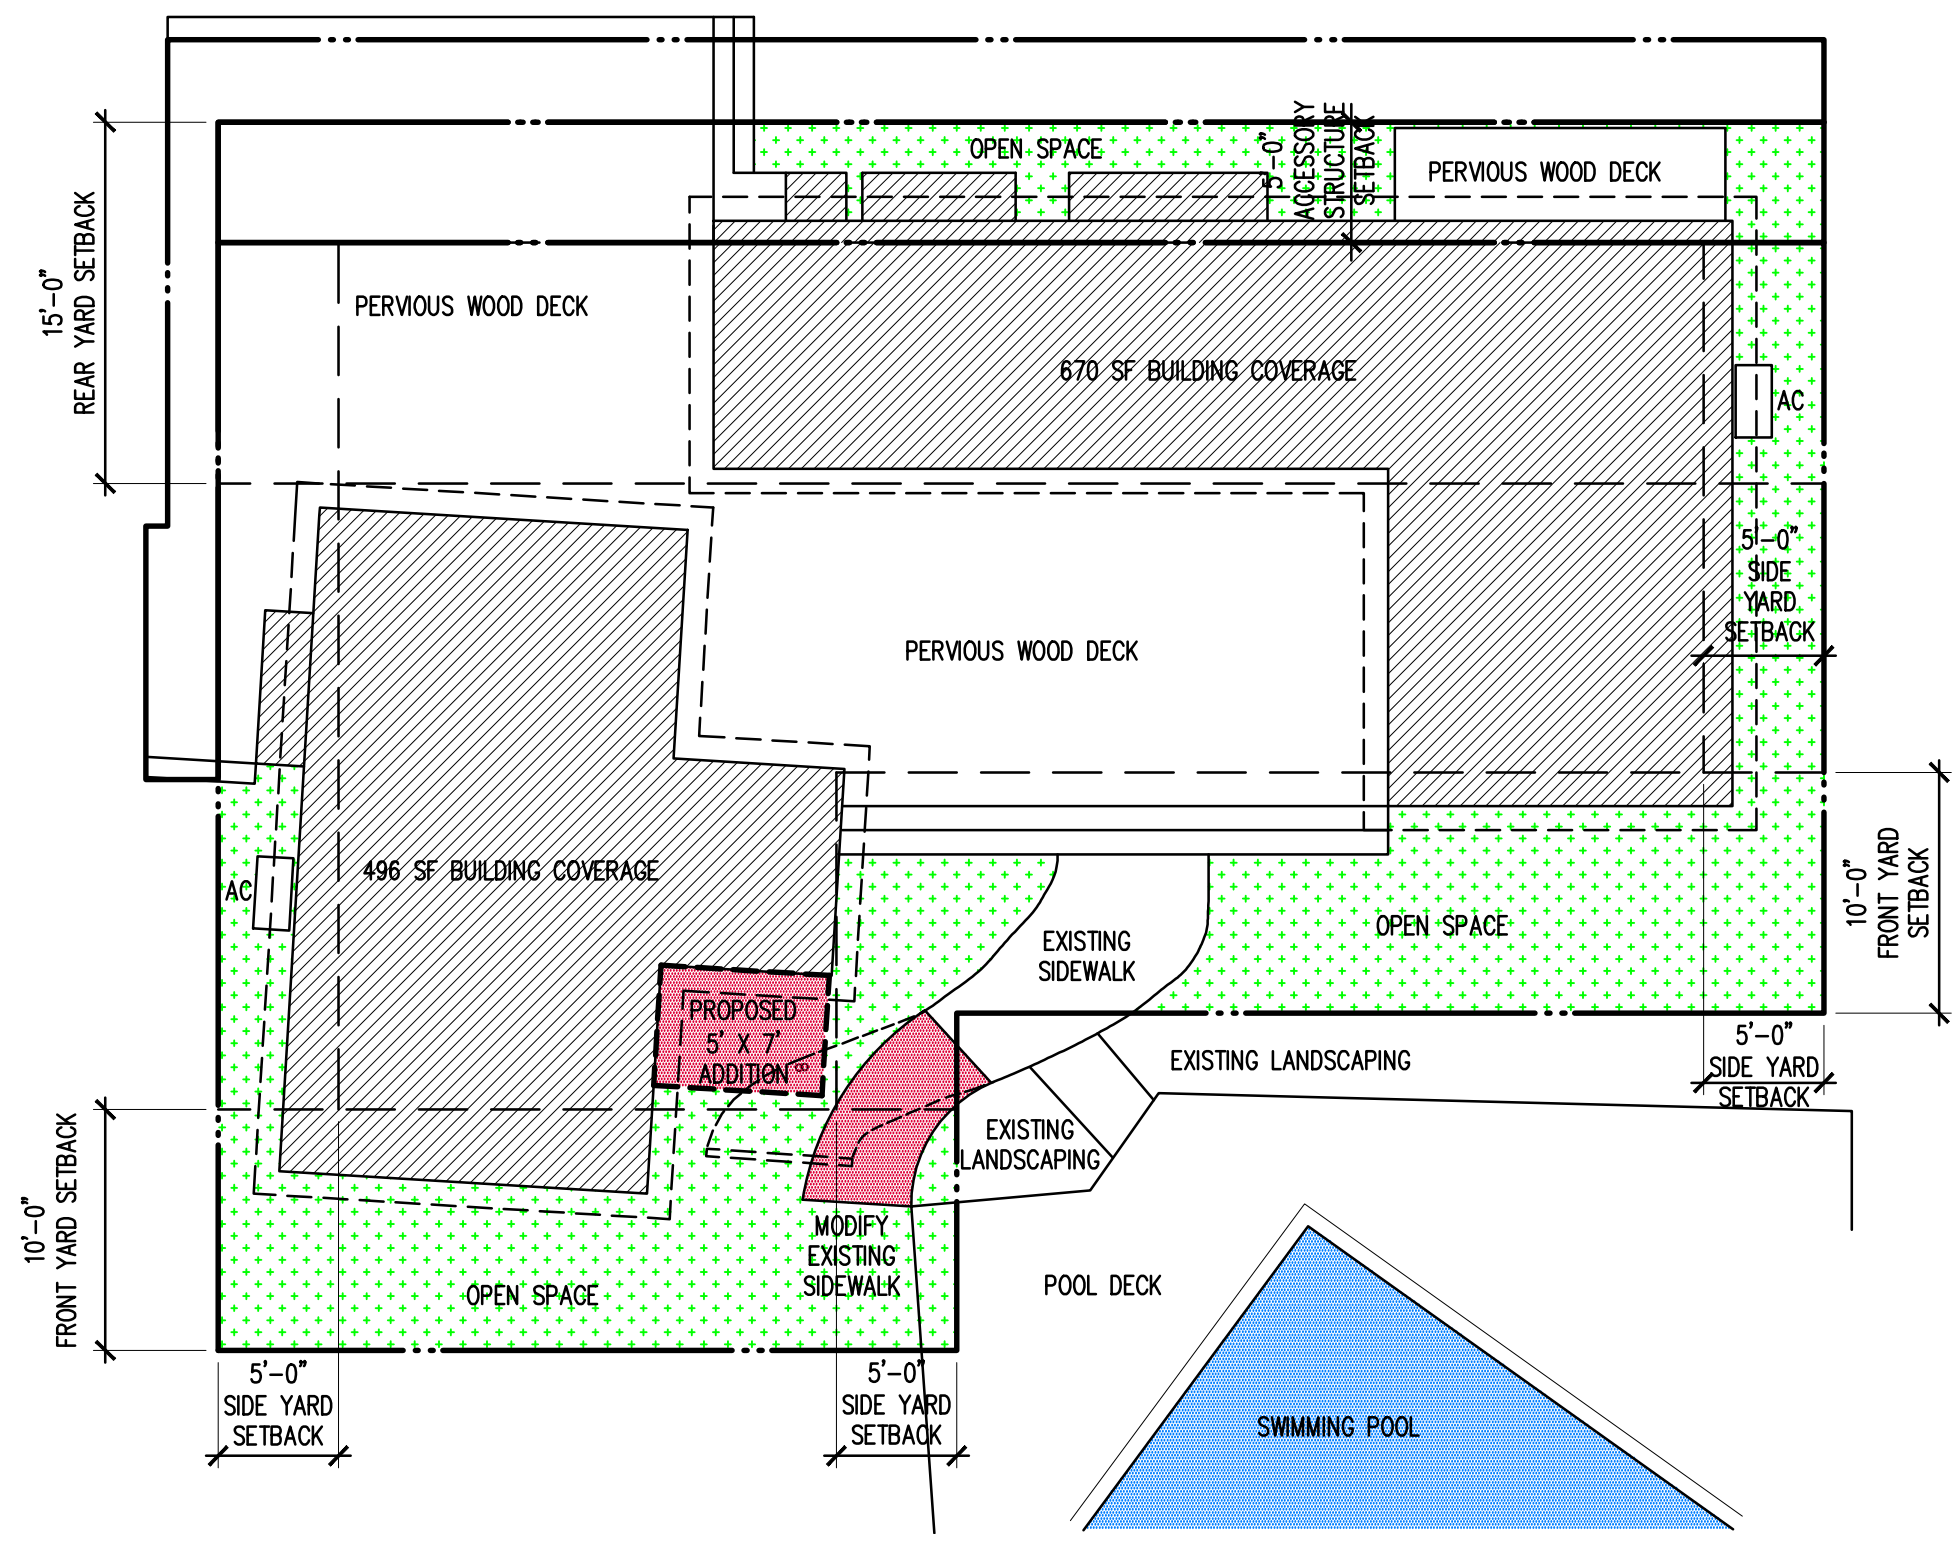 OPEN SPACE
5'-0"
ACCESSORY
STRUCTURE
SETBACK
PERVIOUS WOOD DECK
15'-0"
REAR YARD SETBACK
PERVIOUS WOOD DECK
670 SF BUILDING COVERAGE
AC
5'-0"
SIDE
YARD
SETBACK
PERVIOUS WOOD DECK
496 SF BUILDING COVERAGE
AC
EXISTING
SIDEWALK
OPEN SPACE
10'-0"
FRONT YARD
SETBACK
PROPOSED
5' X 7'
ADDITION
EXISTING LANDSCAPING
5'-0"
SIDE YARD
SETBACK
EXISTING
LANDSCAPING
10'-0"
FRONT YARD SETBACK
MODIFY
EXISTING
SIDEWALK
OPEN SPACE
POOL DECK
5'-0"
SIDE YARD
SETBACK
5'-0"
SIDE YARD
SETBACK
SWIMMING POOL